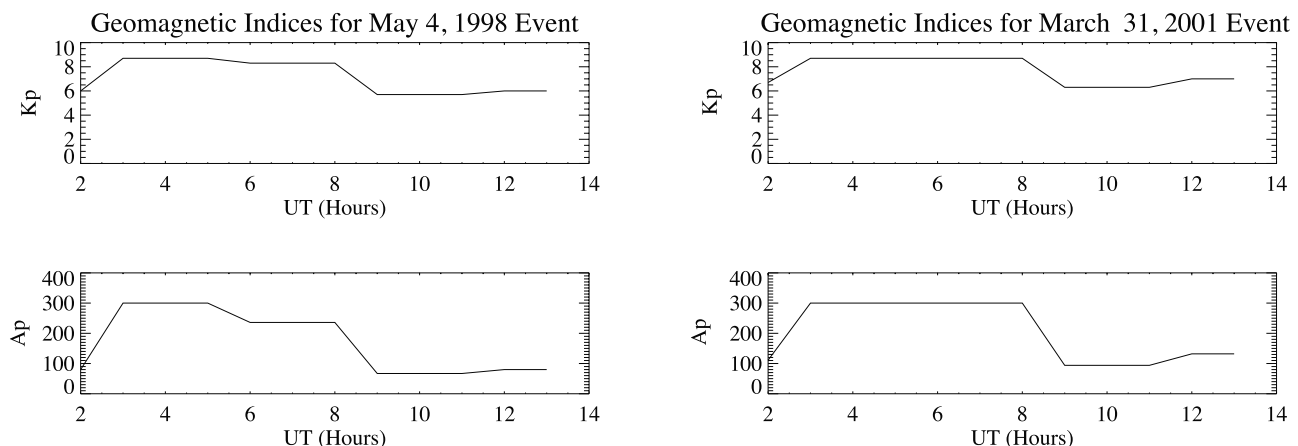 Geomagnetic Indices for May 4, 1998 Event
10
8
6
4
2
0
Kp
2 4 6 8 10 12 14
UT (Hours)
400
300
200
100
0
Ap
2 4 6 8 10 12 14
UT (Hours)
Geomagnetic Indices for March 31, 2001 Event
10
8
6
4
2
0
Kp
2 4 6 8 10 12 14
UT (Hours)
400
300
200
100
0
Ap
2 4 6 8 10 12 14
UT (Hours)